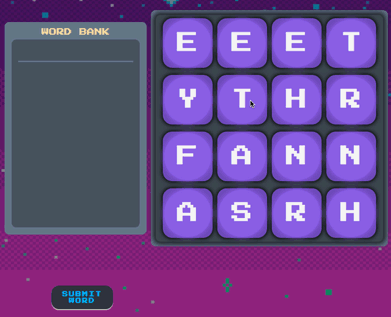 WORD BANK
E E E T
Y T H R
F A N N
A S R H
SUBMIT
WORD